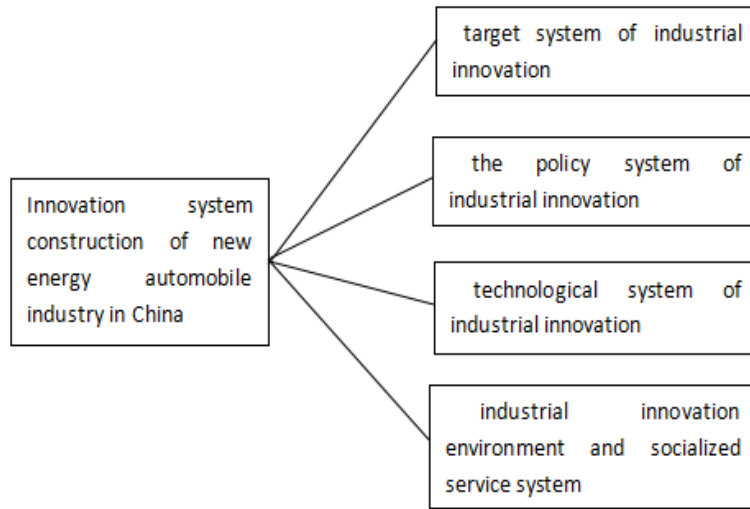 target system of industrial
innovation
the policy system of
industrial innovation
Innovation system
construction of new
energy automobile
industry in China
technological system of
industrial innovation
industrial innovation
environment and socialized
service system